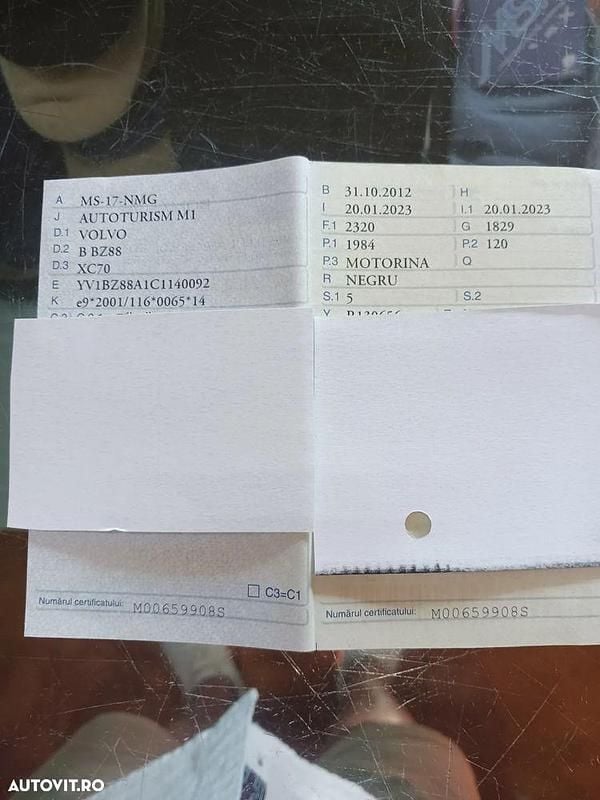 A MS-17-NMG
J AUTOTURISM M1
D.1 VOLVO
D.2 B BZ88
D.3 XC70
E YV1BZ88A1C1140092
K e9*2001/116*0065*14
B 31.10.2012 H
I 20.01.2023 I.1 20.01.2023
F.1 2320 G 1829
P.1 1984 P.2 120
P.3 MOTORINA Q
R NEGRU
S.1 5 S.2
C3=C1
Numărul certificatului: M00659908S
Numărul certificatului: M00659908S
AUTOVIT.RO